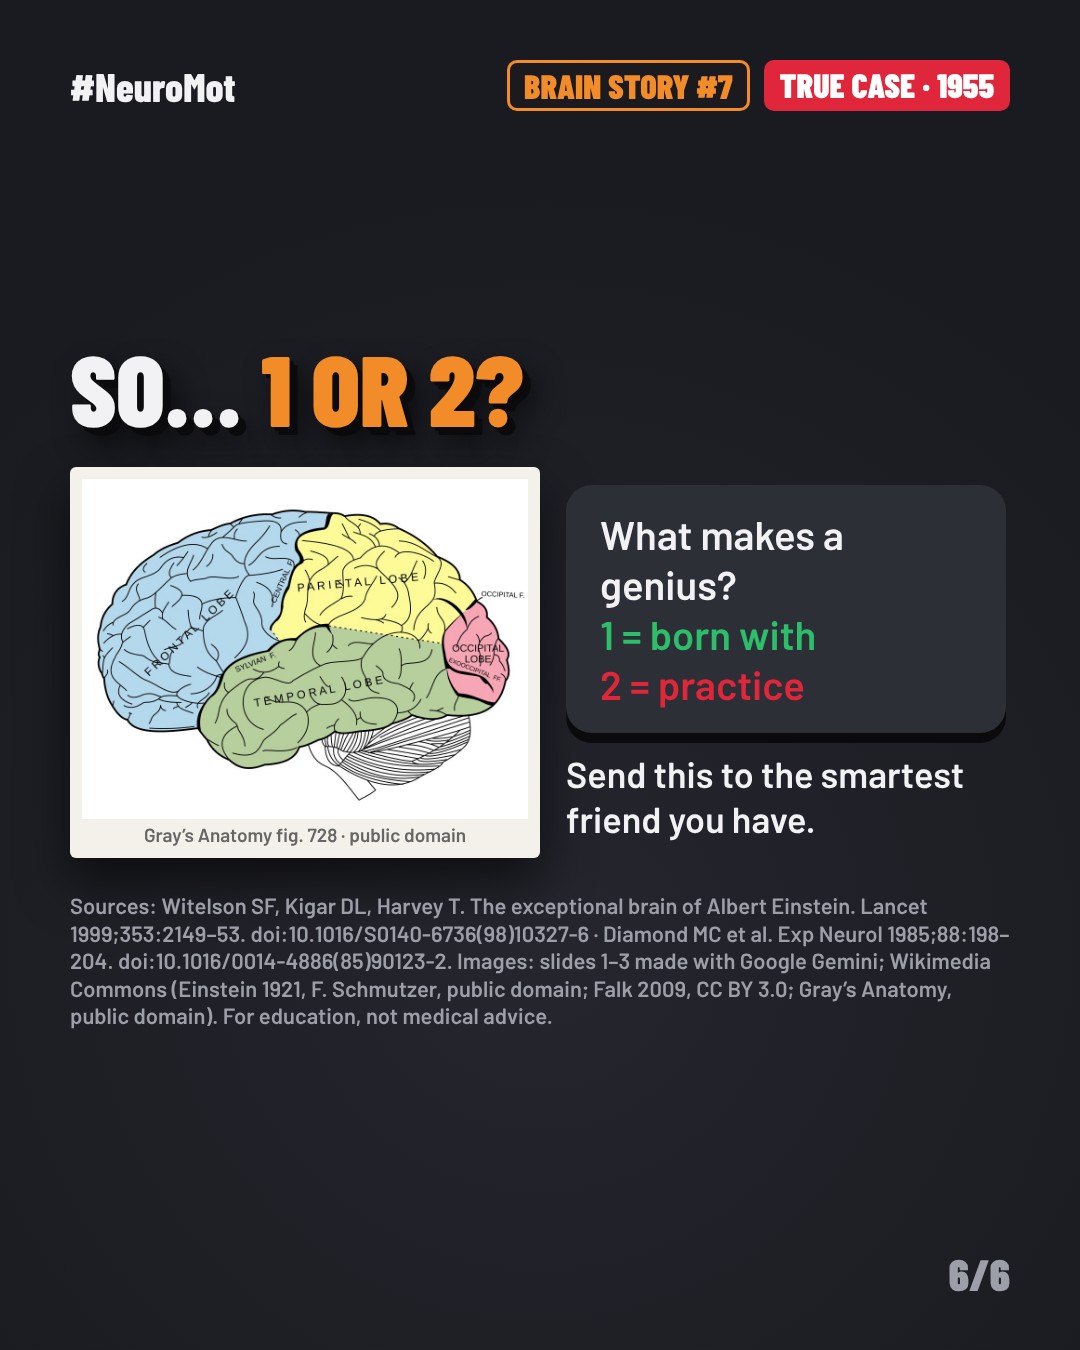 #NeuroMot
BRAIN STORY #7
TRUE CASE · 1955
SO... 1 OR 2?
FRONTAL LOBE
CENTRAL F.
PARIETAL LOBE
OCCIPITAL F.
OCCIPITAL
LOBE
EXOOCCIPITAL FF.
SYLVIAN F.
TEMPORAL LOBE
Gray’s Anatomy fig. 728 · public domain
What makes a
genius?
1 = born with
2 = practice
Send this to the smartest
friend you have.
Sources: Witelson SF, Kigar DL, Harvey T. The exceptional brain of Albert Einstein. Lancet
1999;353:2149–53. doi:10.1016/S0140-6736(98)10327-6 · Diamond MC et al. Exp Neurol 1985;88:198–
204. doi:10.1016/0014-4886(85)90123-2. Images: slides 1–3 made with Google Gemini; Wikimedia
Commons (Einstein 1921, F. Schmutzer, public domain; Falk 2009, CC BY 3.0; Gray’s Anatomy,
public domain). For education, not medical advice.
6/6